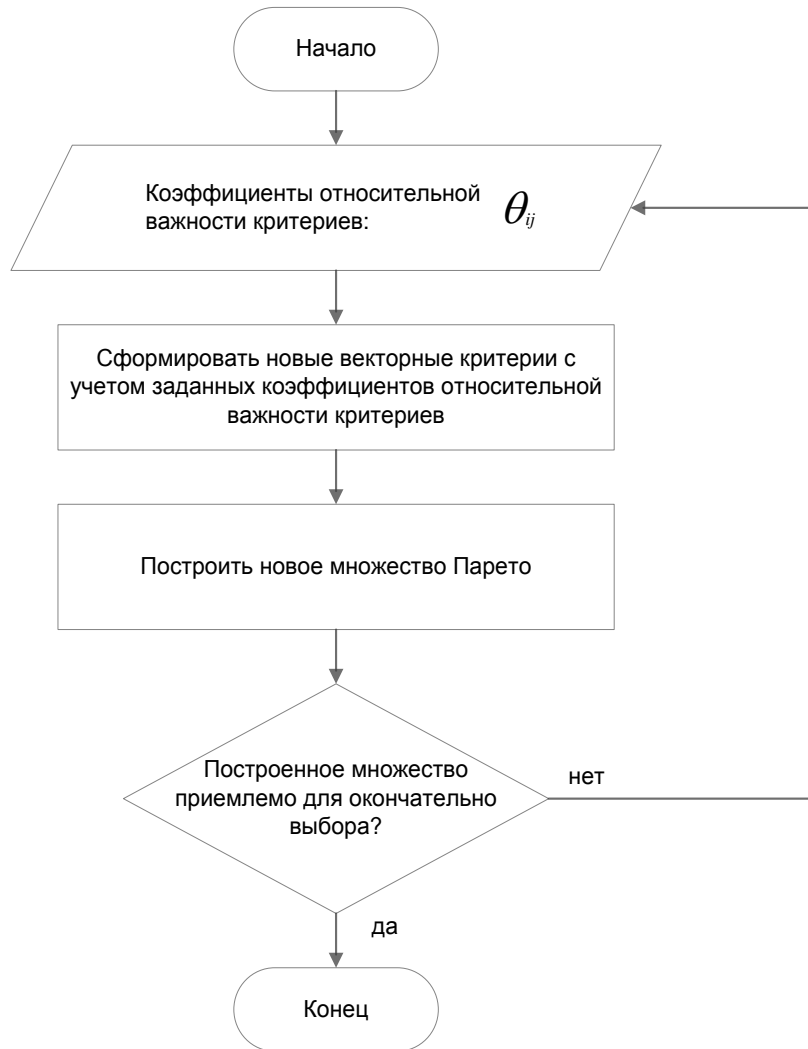 Начало
Коэффициенты относительной
важности критериев: θij
Сформировать новые векторные критерии с
учетом заданных коэффициентов относительной
важности критериев
Построить новое множество Парето
Построенное множество
приемлемо для окончательно
выбора?
нет
да
Конец